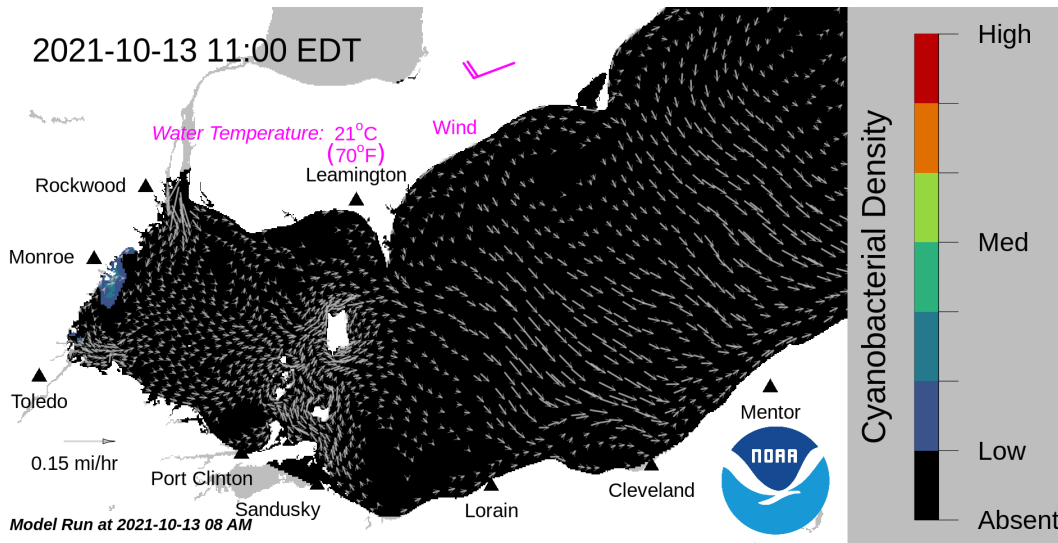 2021-10-13 11:00 EDT
Water Temperature: 21°C
(70°F)
Wind
Leamington
Rockwood
Monroe
Toledo
0.15 mi/hr
Port Clinton
Sandusky
Lorain
Cleveland
Mentor
NOAA
Model Run at 2021-10-13 08 AM
Cyanobacterial Density
High
Med
Low
Absent